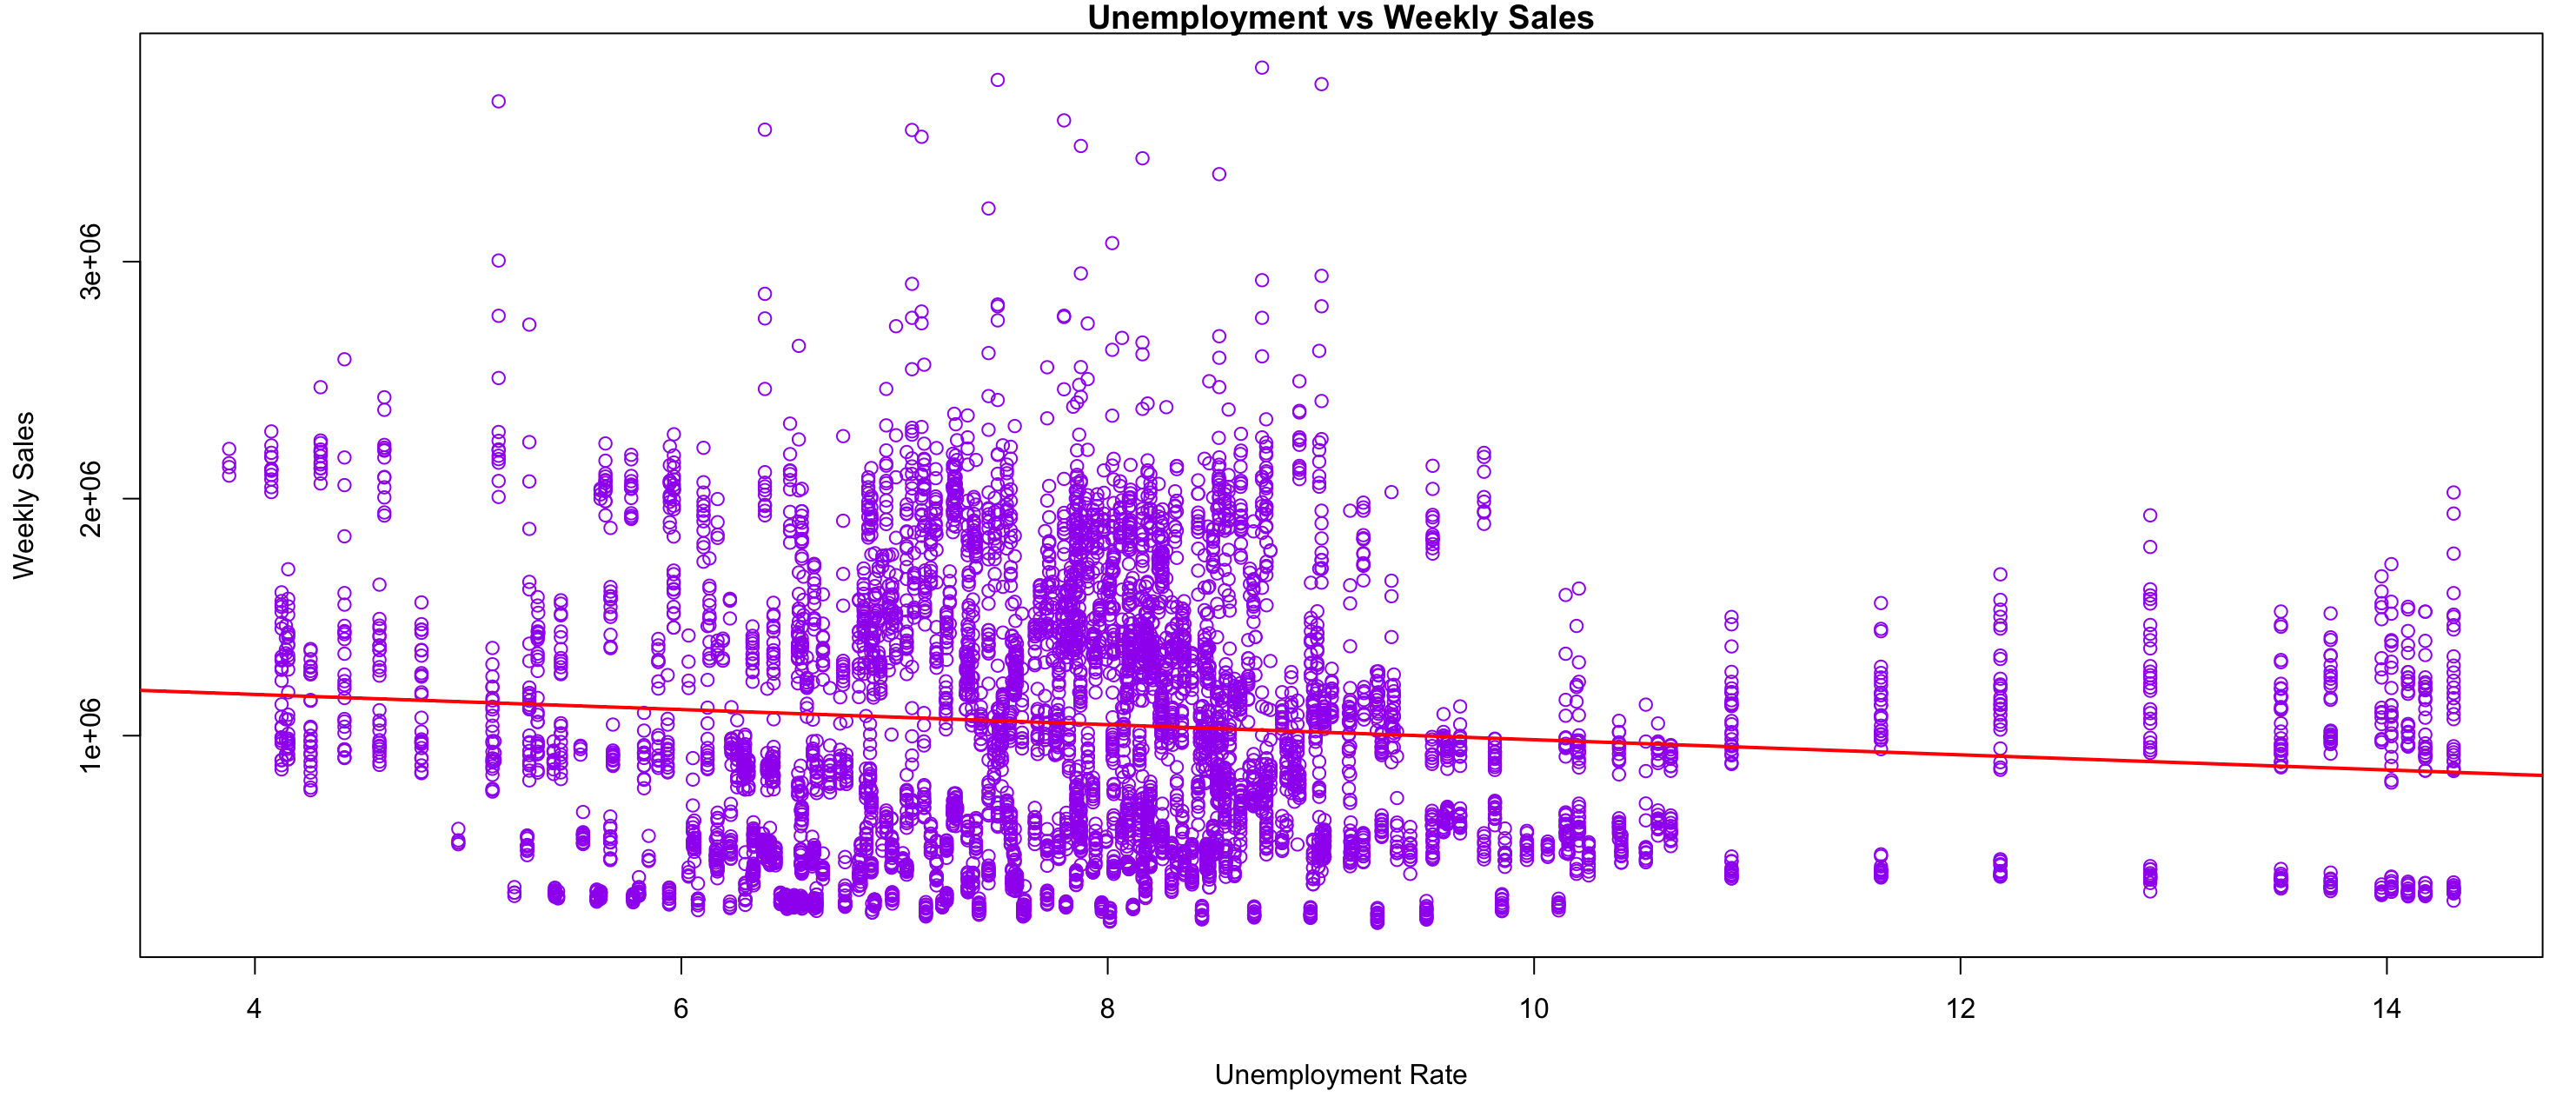 Unemployment vs Weekly Sales
Weekly Sales
3e+06
2e+06
1e+06
4 6 8 10 12 14
Unemployment Rate